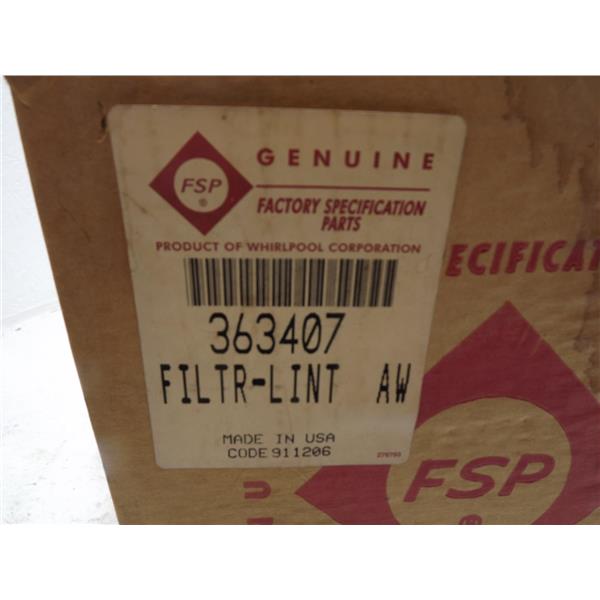 FSP
®
GENUINE
FACTORY SPECIFICATION
PARTS
PRODUCT OF WHIRLPOOL CORPORATION
363407
FILTR-LINT AW
MADE IN USA
CODE 911206
ECIFICAT
FSP
®
U